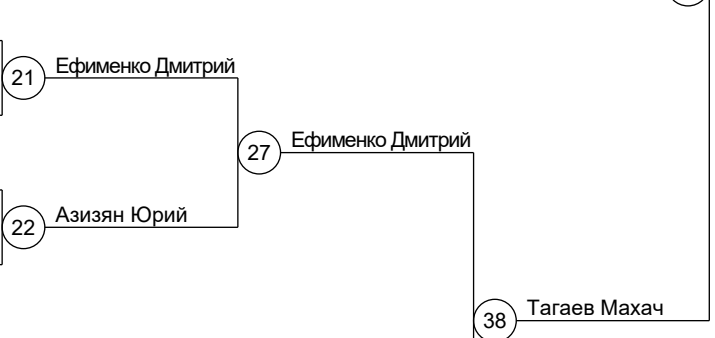 21 Ефименко Дмитрий
27 Ефименко Дмитрий
22 Азизян Юрий
38 Тагаев Махач